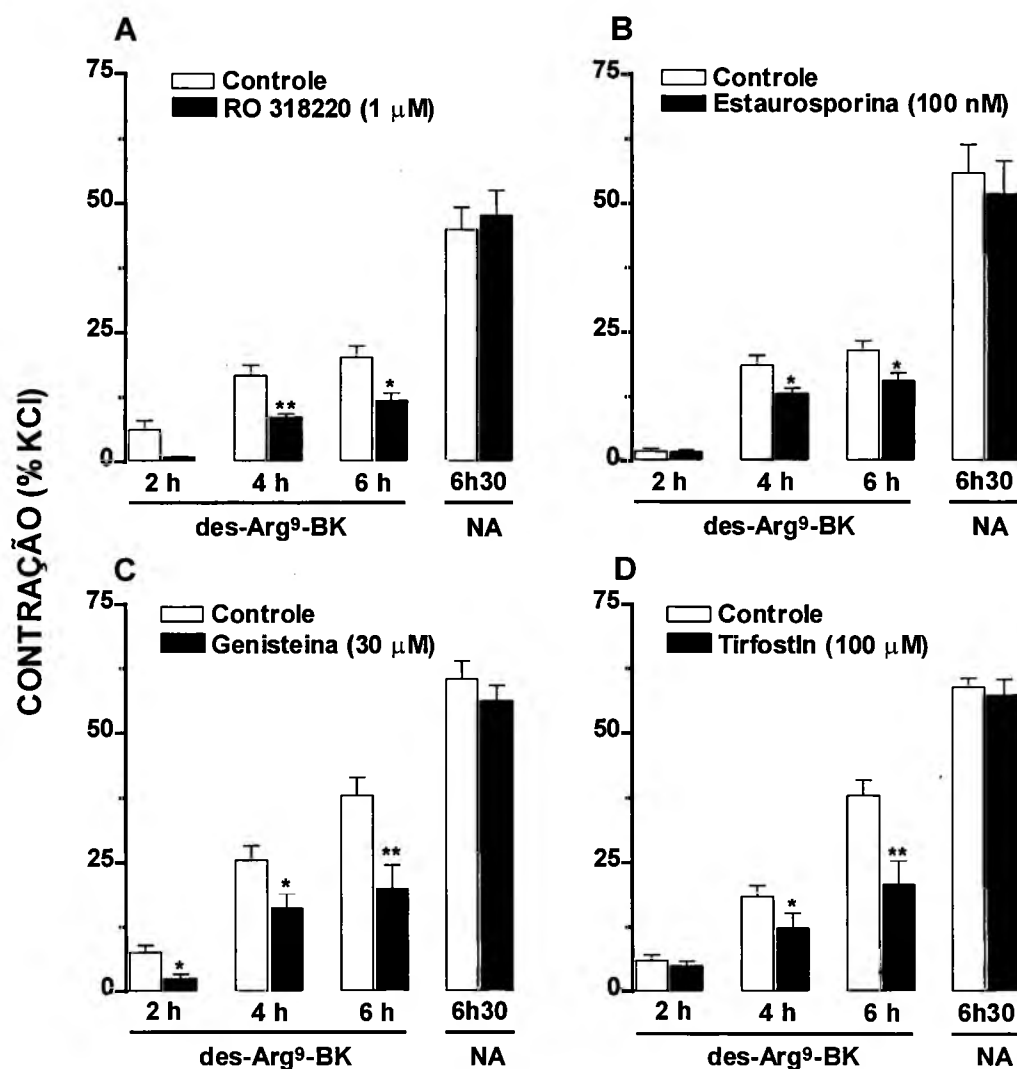 CONTRAÇÃO (% KCl)
A
Controle
RO 318220 (1 µM)
75
50
25
0
**
*
2 h 4 h 6 h 6h30
des-Arg⁹-BK NA
B
Controle
Estaurosporina (100 nM)
75
50
25
0
*
*
2 h 4 h 6 h 6h30
des-Arg⁹-BK NA
C
Controle
Genisteina (30 µM)
75
50
25
0
*
*
**
2 h 4 h 6 h 6h30
des-Arg⁹-BK NA
D
Controle
TirfostIn (100 µM)
75
50
25
0
*
**
2 h 4 h 6 h 6h30
des-Arg⁹-BK NA